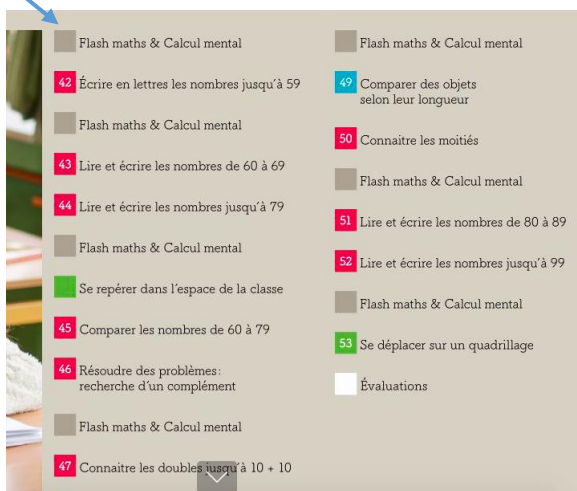 Flash maths & Calcul mental
42 Écrire en lettres les nombres jusqu'à 59
Flash maths & Calcul mental
43 Lire et écrire les nombres de 60 à 69
44 Lire et écrire les nombres jusqu'à 79
Flash maths & Calcul mental
Se repérer dans l'espace de la classe
45 Comparer les nombres de 60 à 79
46 Résoudre des problèmes:
recherche d'un complément
Flash maths & Calcul mental
47 Connaitre les doubles jusqu'à 10 + 10
Flash maths & Calcul mental
49 Comparer des objets
selon leur longueur
50 Connaitre les moitiés
Flash maths & Calcul mental
51 Lire et écrire les nombres de 80 à 89
52 Lire et écrire les nombres jusqu'à 99
Flash maths & Calcul mental
53 Se déplacer sur un quadrillage
Évaluations